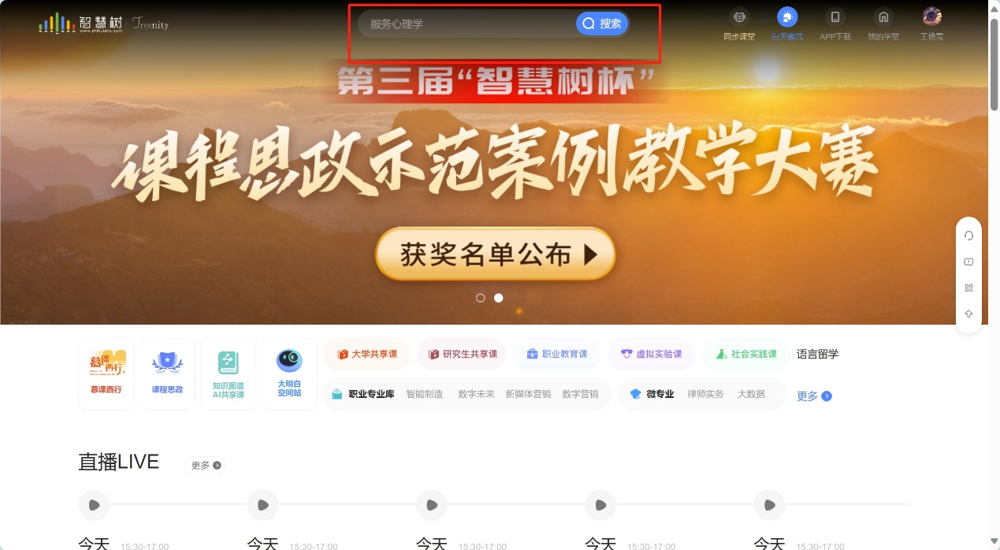 智慧树 Treenity
www.zhihuishu.com
服务心理学
搜索
同步课堂
白天模式
APP下载
我的学堂
王艳雪
第三届“智慧树杯”
课程思政示范案例教学大赛
获奖名单公布
慕课西行
慕课西行
课程思政
知识图谱
AI共享课
大明白
空间站
大学共享课
研究生共享课
职业教育课
虚拟实验课
社会实践课
语言留学
职业专业库 智能制造 数字未来 新媒体营销 数字营销
微专业 律师实务 大数据
更多
直播LIVE 更多
今天 15:30-17:00
今天 15:30-17:00
今天 15:30-17:00
今天 15:30-17:00
今天 15:30-17:00